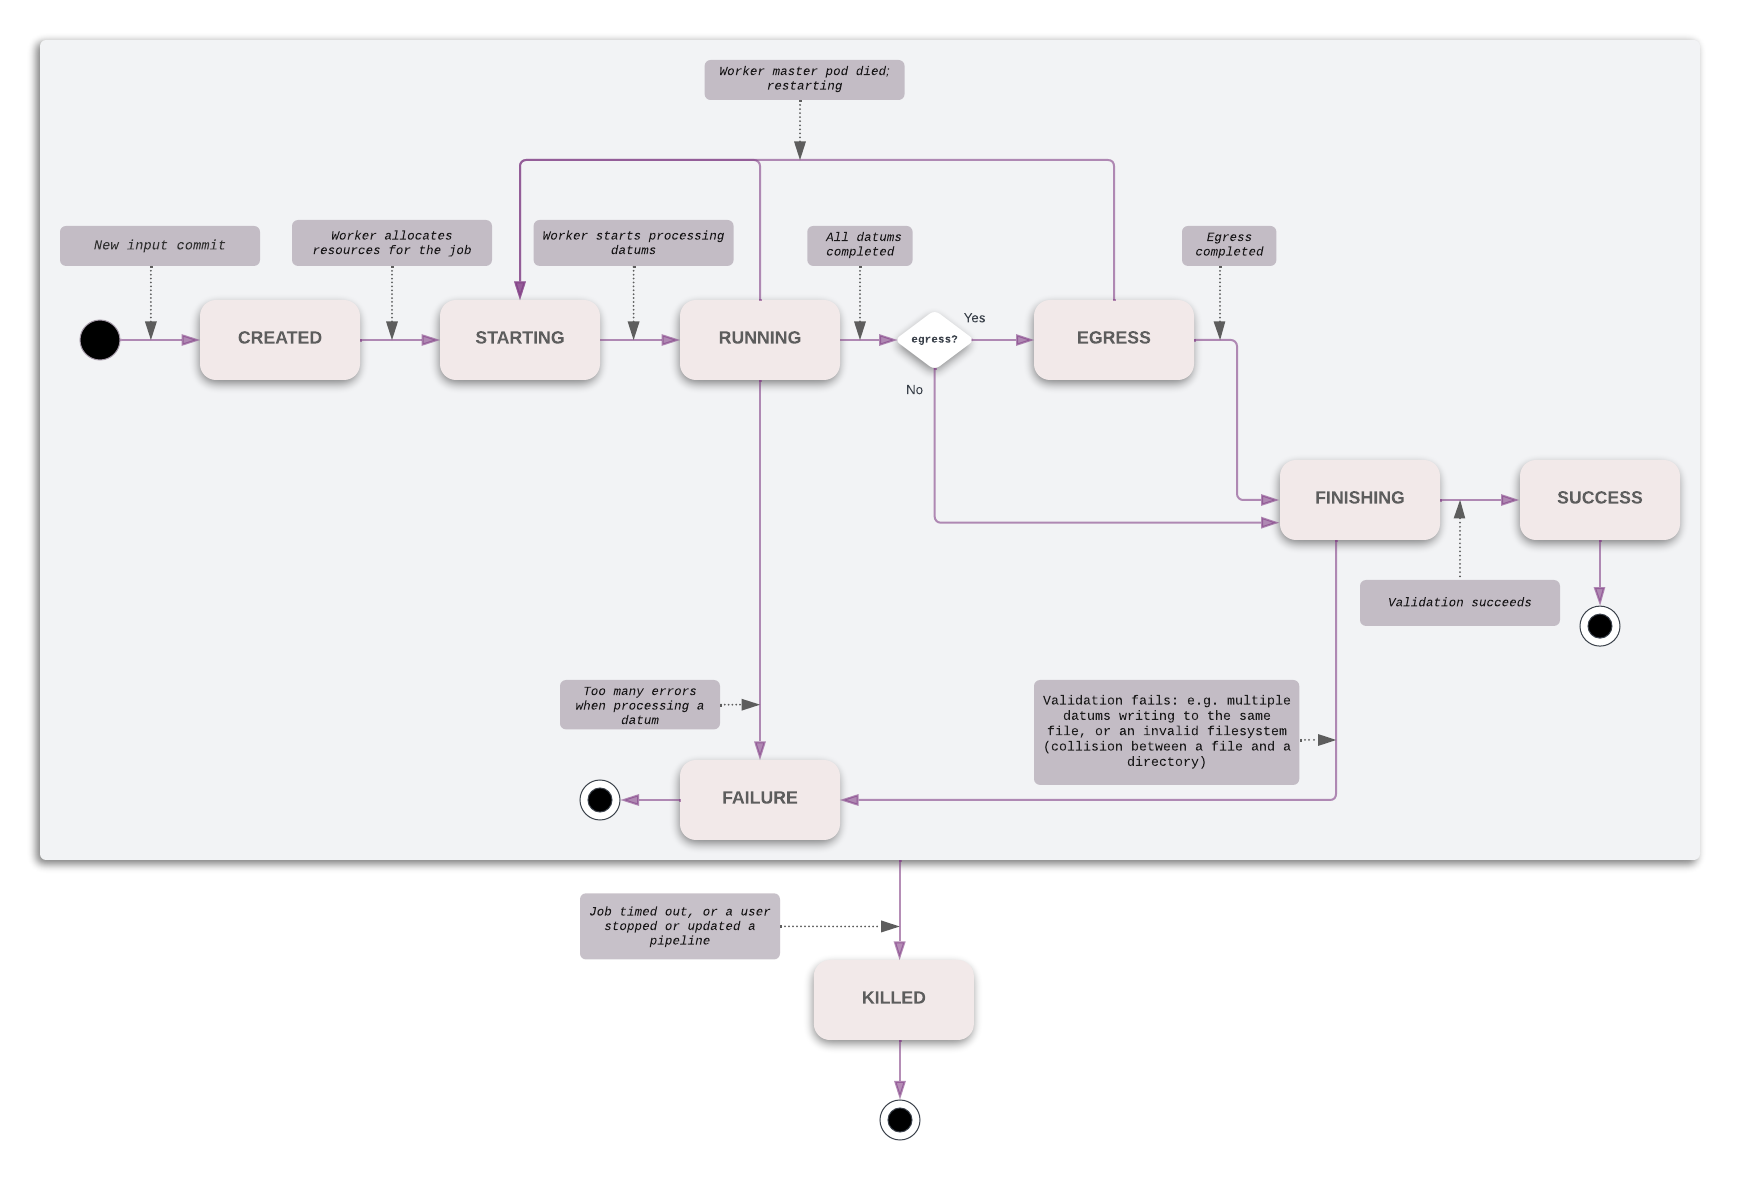 Worker master pod died;
restarting
New input commit
Worker allocates
resources for the job
Worker starts processing
datums
All datums
completed
Egress
completed
CREATED
STARTING
RUNNING
egress?
Yes
No
EGRESS
FINISHING
SUCCESS
Validation succeeds
Too many errors
when processing a
datum
Validation fails: e.g. multiple
datums writing to the same
file, or an invalid filesystem
(collision between a file and a
directory)
FAILURE
Job timed out, or a user
stopped or updated a
pipeline
KILLED